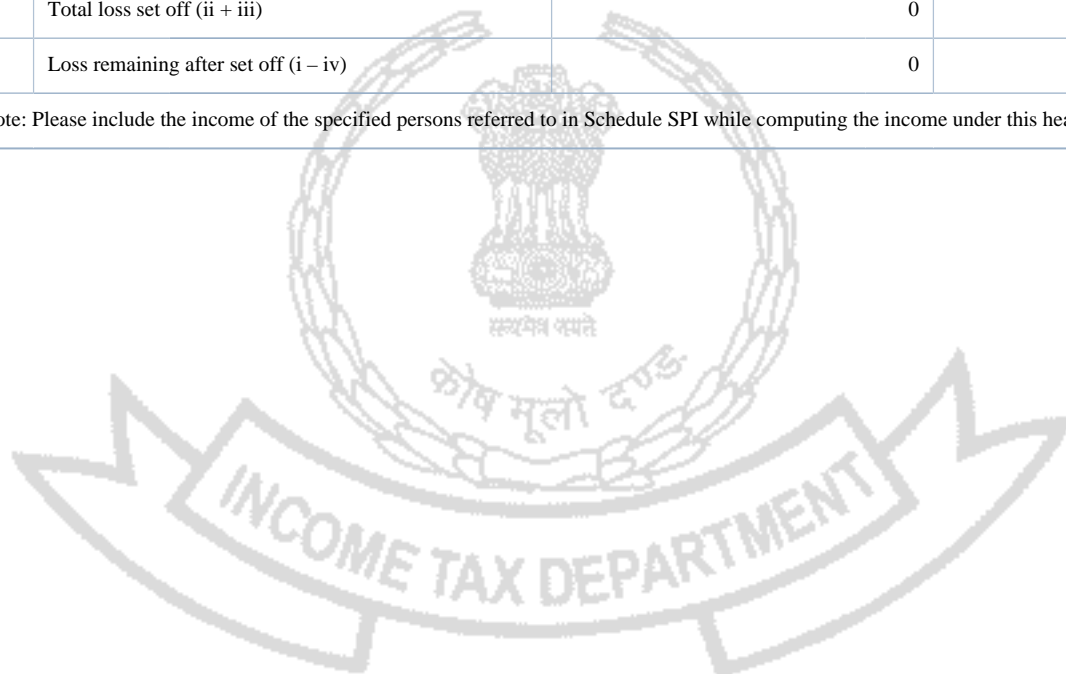 Total loss set off (ii + iii) 0
Loss remaining after set off (i – iv) 0
ote: Please include the income of the specified persons referred to in Schedule SPI while computing the income under this hea
सत्यमेव जयते
कोष मूलो दण्ड:
INCOME TAX DEPARTMENT